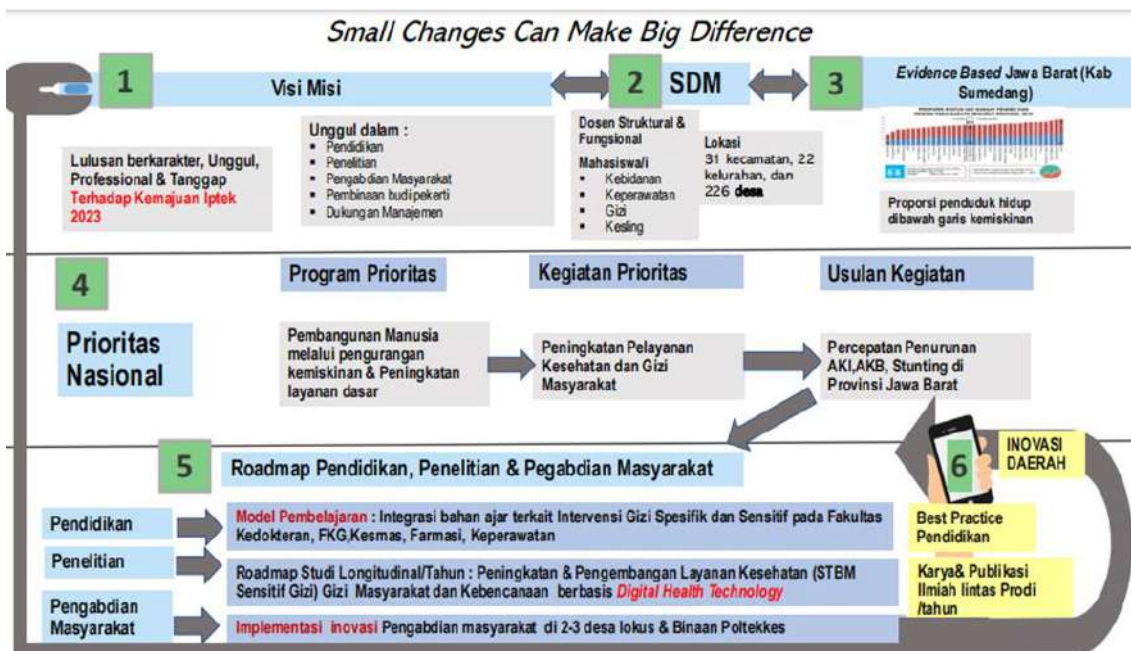 Small Changes Can Make Big Difference
1
Visi Misi
2
SDM
3
Evidence Based Jawa Barat (Kab
Sumedang)
Lulusan berkarakter, Unggul,
Professional & Tanggap
Terhadap Kemajuan Iptek
2023
Unggul dalam :
Pendidikan
Penelitian
Pengabdian Masyarakat
Pembinaan budi pekerti
Dukungan Manajemen
Dosen Struktural &
Fungsional
Mahasiswa/i
Kebidanan
Keperawatan
Gizi
Kesling
Lokasi
31 kecamatan, 22
kelurahan, dan
226 desa
Proporsi penduduk hidup
dibawah garis kemiskinan
4
Prioritas
Nasional
Program Prioritas
Kegiatan Prioritas
Usulan Kegiatan
Pembangunan Manusia
melalui pengurangan
kemiskinan & Peningkatan
layanan dasar
Peningkatan Pelayanan
Kesehatan dan Gizi
Masyarakat
Percepatan Penurunan
AKI,AKB, Stunting di
Provinsi Jawa Barat
5
Roadmap Pendidikan, Penelitian & Pegabdian Masyarakat
6
INOVASI
DAERAH
Pendidikan
Model Pembelajaran : Integrasi bahan ajar terkait Intervensi Gizi Spesifik dan Sensitif pada Fakultas
Kedokteran, FKG,Kesmas, Farmasi, Keperawatan
Penelitian
Roadmap Studi Longitudinal/Tahun : Peningkatan & Pengembangan Layanan Kesehatan (STBM
Sensitif Gizi) Gizi Masyarakat dan Kebencanaan berbasis Digital Health Technology
Pengabdian
Masyarakat
Implementasi inovasi Pengabdian masyarakat di 2-3 desa lokus & Binaan Poltekkes
Best Practice
Pendidikan
Karya& Publikasi
Ilmiah lintas Prodi
/tahun